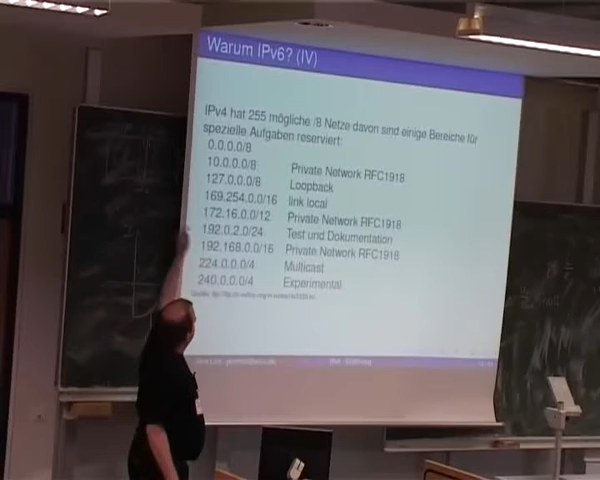 Warum IPv6? (IV)
IPv4 hat 255 mögliche /8 Netze davon sind einige Bereiche für
spezielle Aufgaben reserviert:
0.0.0.0/8
10.0.0.0/8 Private Network RFC1918
127.0.0.0/8 Loopback
169.254.0.0/16 link local
172.16.0.0/12 Private Network RFC1918
192.0.2.0/24 Test und Dokumentation
192.168.0.0/16 Private Network RFC1918
224.0.0.0/4 Multicast
240.0.0.0/4 Experimental